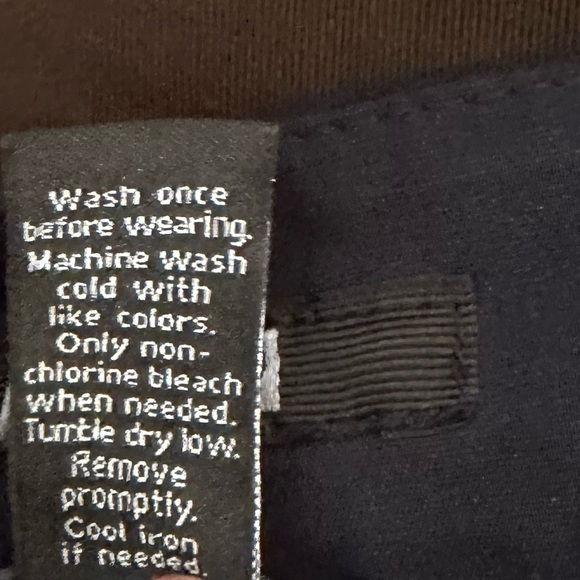 Wash once
before wearing.
Machine wash
cold with
like colors.
Only non-
chlorine bleach
when needed.
Tumble dry low.
Remove
promptly.
Cool iron
if needed.